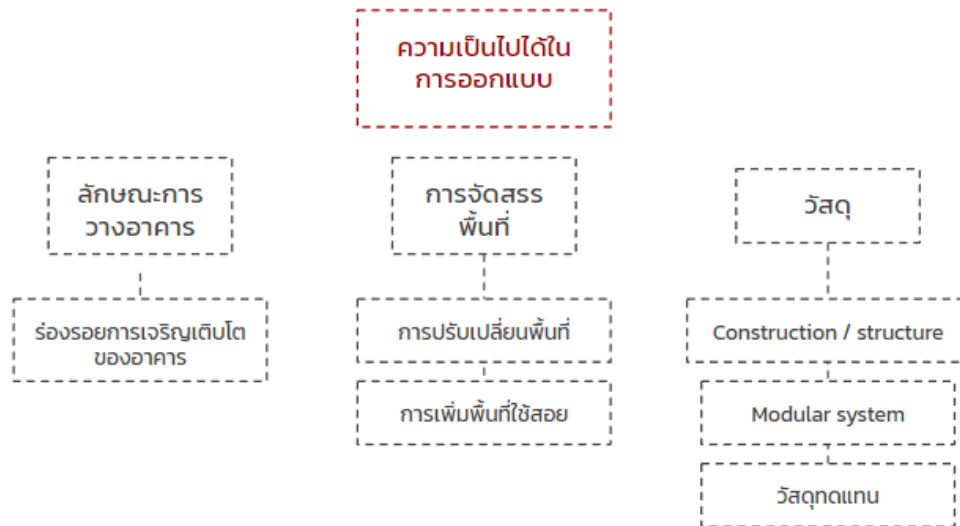 ความเป็นไปได้ใน
การออกแบบ
ลักษณะการ
วางอาคาร
ร่องรอยการเจริญเติบโต
ของอาคาร
การจัดสรร
พื้นที่
การปรับเปลี่ยนพื้นที่
การเพิ่มพื้นที่ใช้สอย
วัสดุ
Construction / structure
Modular system
วัสดุทดแทน